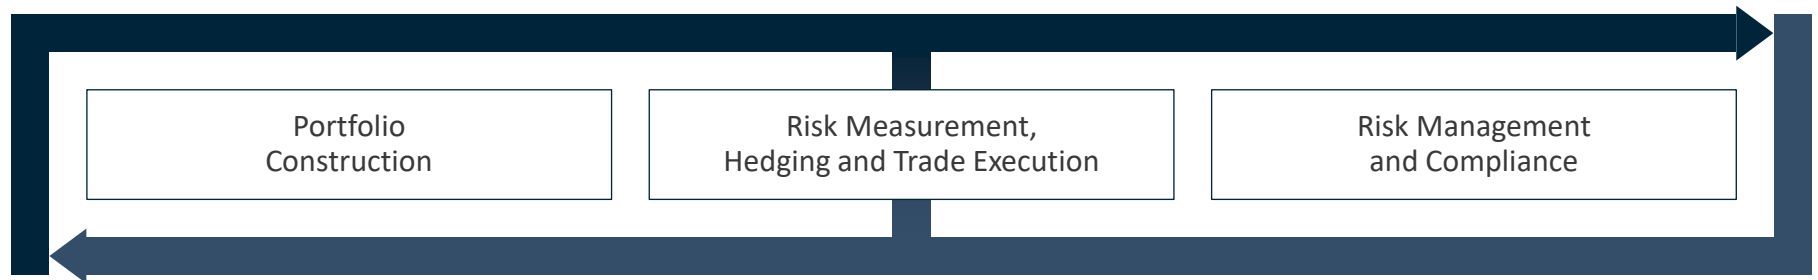 Portfolio
Construction
Risk Measurement,
Hedging and Trade Execution
Risk Management
and Compliance